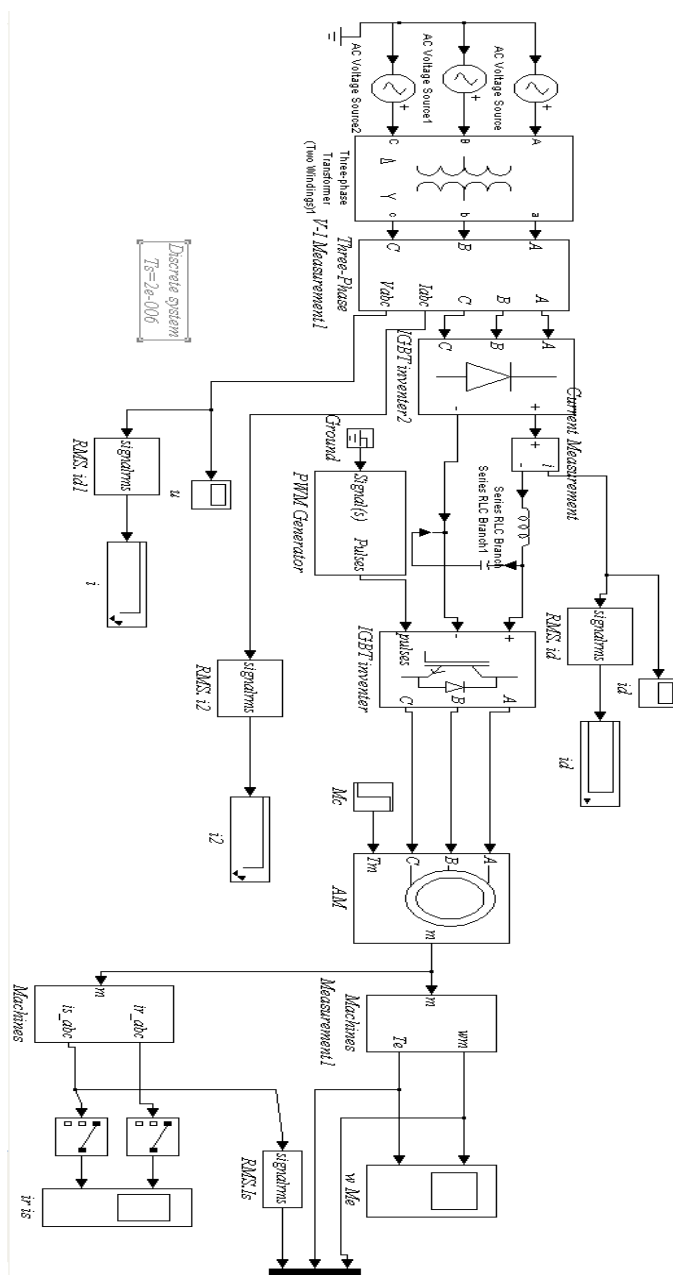 AC Voltage Source
AC Voltage Source1
AC Voltage Source2
A
B
C
Δ Y
a
b
c
Three-phase
Transformer
(Two Windings)1
A
B
C
A
B
C
Iabc
Vabc
Three-Phase
V-I Measurement1
Discrete system
Ts=2e-006
A
B
C
+
-
IGBT inventer2
+
i
-
Current Measurement
Series RLC Branch
Series RLC Branch1
signalrms
RMS. id
id
id
Ground
Signal(s)
Pulses
PWM Generator
+
-
pulses
A
B
C
IGBT inventer
signalrms
RMS. id1
u
i
signalrms
RMS. i2
i2
Mc
A
B
C
Tm
m
AM
m
wm
Te
Machines
Measurement1
m
ir_abc
is_abc
Machines
w Me
signalrms
RMS.Is
ir is